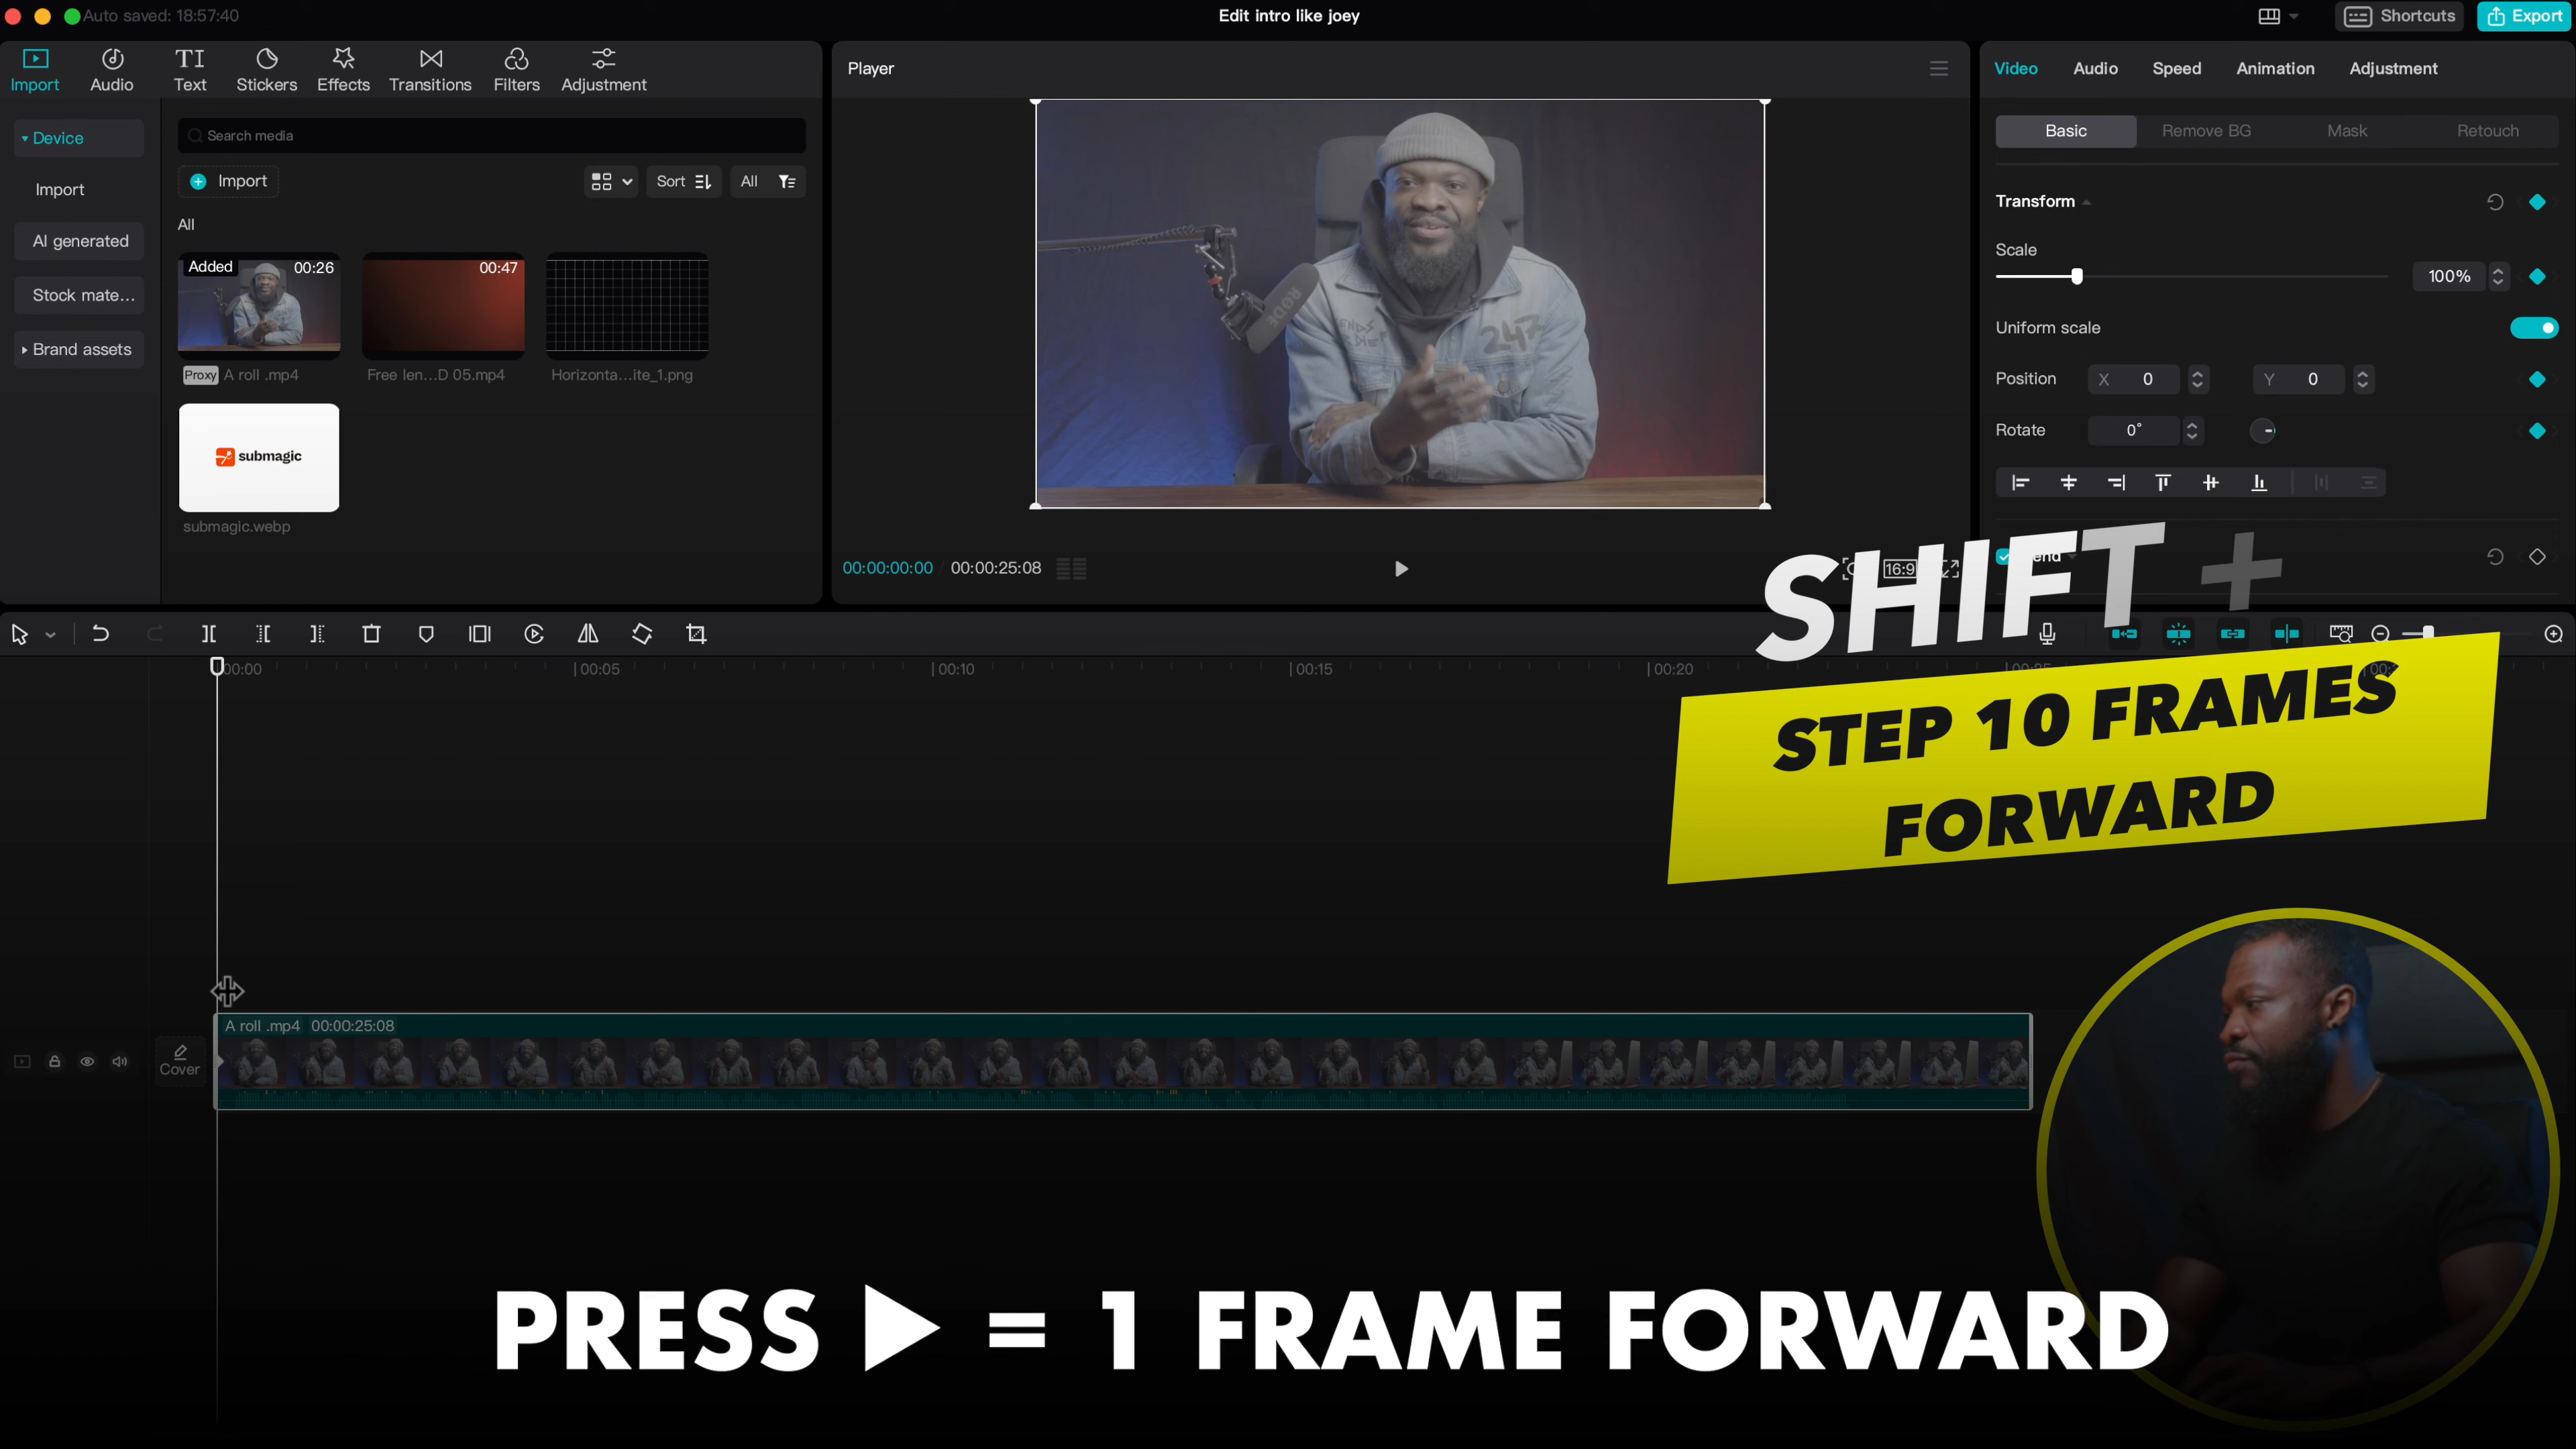 Auto saved: 18:57:40
Edit intro like joey
Shortcuts
Export
Import
Audio
TI
Text
Stickers
Effects
Transitions
Filters
Adjustment
Device
Import
AI generated
Stock mate...
Brand assets
Search media
Import
Sort
All
All
Added
00:26
Proxy
A roll .mp4
00:47
Free len...D 05.mp4
Horizonta...ite_1.png
submagic
submagic.webp
Player
RØDE
247
00:00:00:00
00:00:25:08
16:9
Video
Audio
Speed
Animation
Adjustment
Basic
Remove BG
Mask
Retouch
Transform
Scale
100%
Uniform scale
Position
X 0
Y 0
Rotate
0°
SHIFT +
STEP 10 FRAMES
FORWARD
00:00
00:05
00:10
00:15
00:20
A roll .mp4 00:00:25:08
Cover
PRESS ▶ = 1 FRAME FORWARD